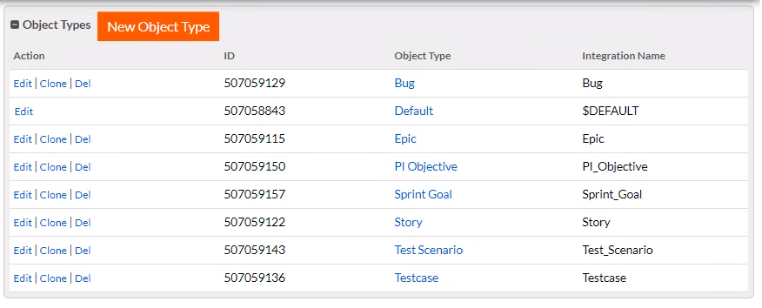 Object Types New Object Type
Action ID Object Type Integration Name
Edit | Clone | Del 507059129 Bug Bug
Edit 507058843 Default $DEFAULT
Edit | Clone | Del 507059115 Epic Epic
Edit | Clone | Del 507059150 PI Objective PI_Objective
Edit | Clone | Del 507059157 Sprint Goal Sprint_Goal
Edit | Clone | Del 507059122 Story Story
Edit | Clone | Del 507059143 Test Scenario Test_Scenario
Edit | Clone | Del 507059136 Testcase Testcase